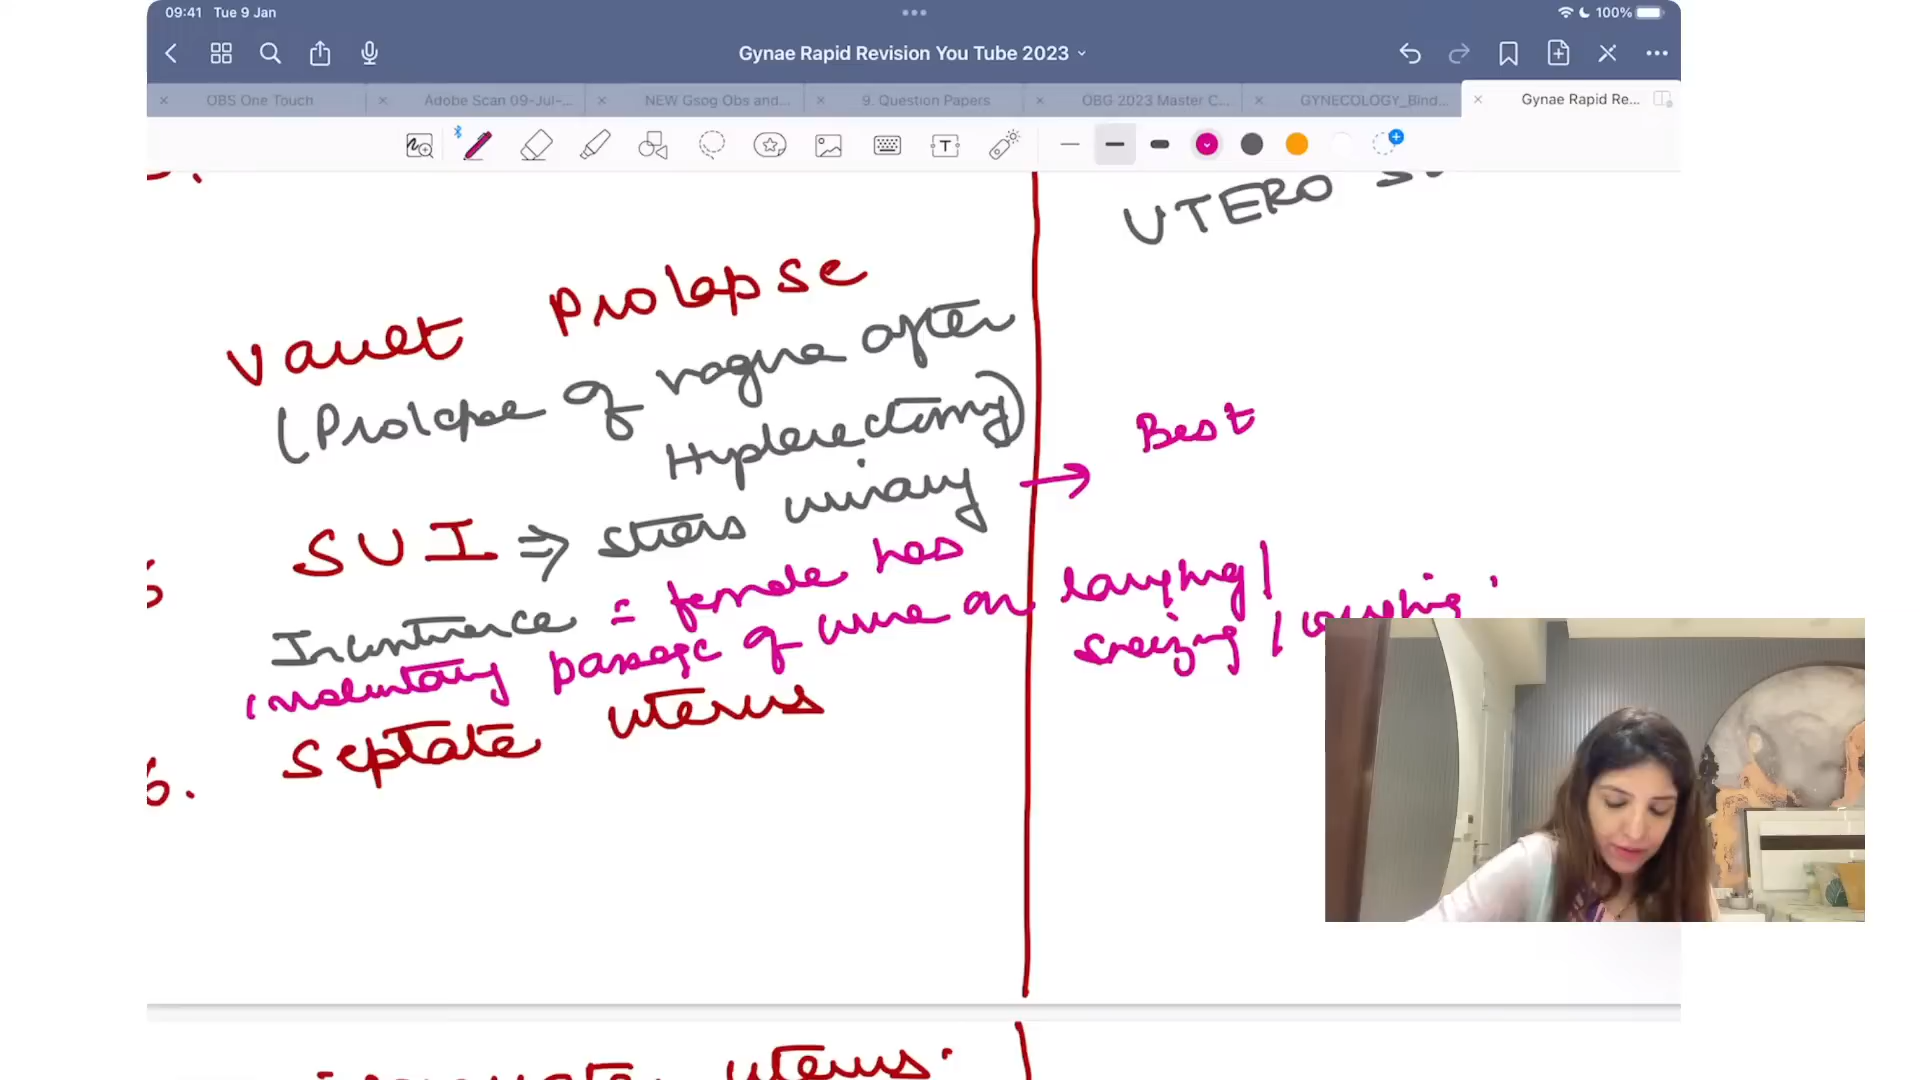 09:41 Tue 9 Jan
100%
Gynae Rapid Revision You Tube 2023
OBS One Touch
Adobe Scan 09-Jul-...
NEW Gsog Obs and...
9. Question Papers
OBG 2023 Master C...
GYNECOLOGY_Bind...
Gynae Rapid Re...
UTERO
Vault Prolapse
(Prolapse of vagina after
Hysterectomy)
SUI ⇒ stress urinary → Best
Incontinence = female has
involuntary passage of urine on laughing/
sneezing / coughing.
6. Septate uterus
uterus.